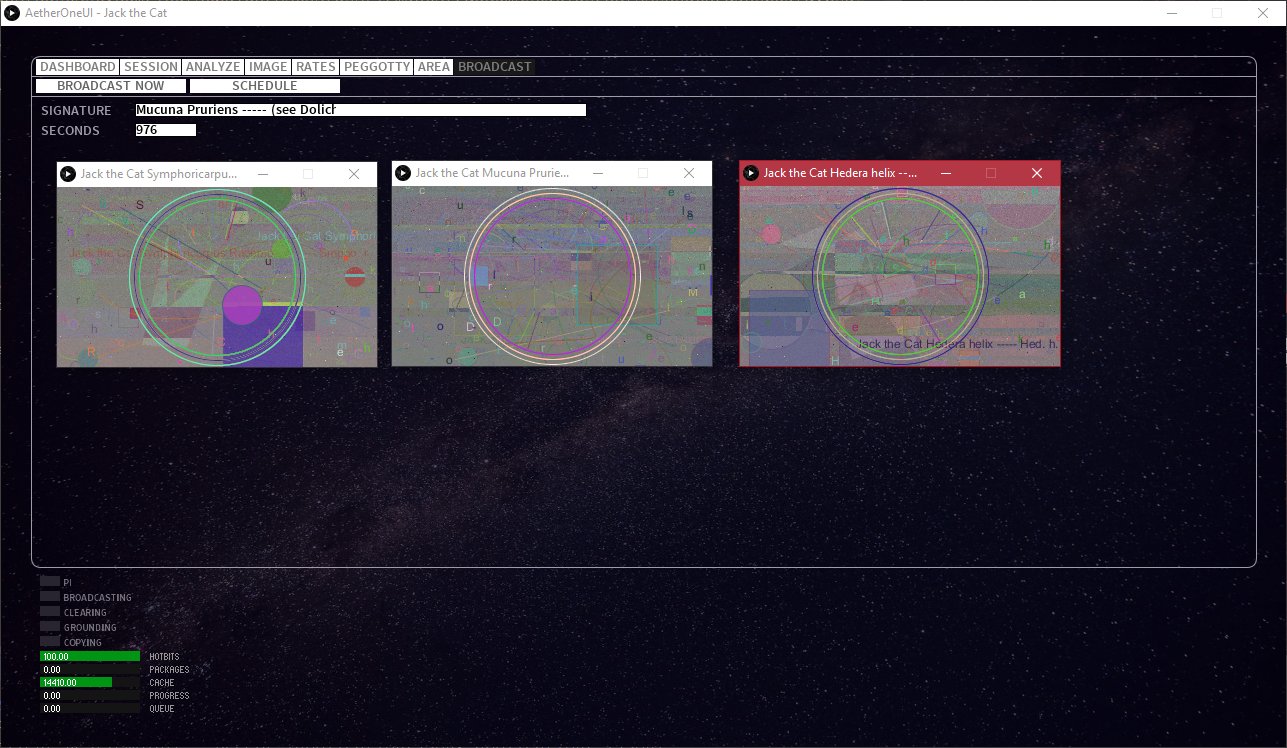 AetherOneUI - Jack the Cat
DASHBOARD SESSION ANALYZE IMAGE RATES PEGGOTTY AREA BROADCAST
BROADCAST NOW SCHEDULE
SIGNATURE Mucuna Pruriens ----- (see Dolich
SECONDS 976
Jack the Cat Symphoricarpu...
Jack the Cat Mucuna Prurie...
Jack the Cat Hedera helix --...
Jack the Cat Symphori
Jack the Cat Hedera helix ----- Hed. h.
PI
BROADCASTING
CLEARING
GROUNDING
COPYING
100.00 HOTBITS
0.00 PACKAGES
14410.00 CACHE
0.00 PROGRESS
0.00 QUEUE